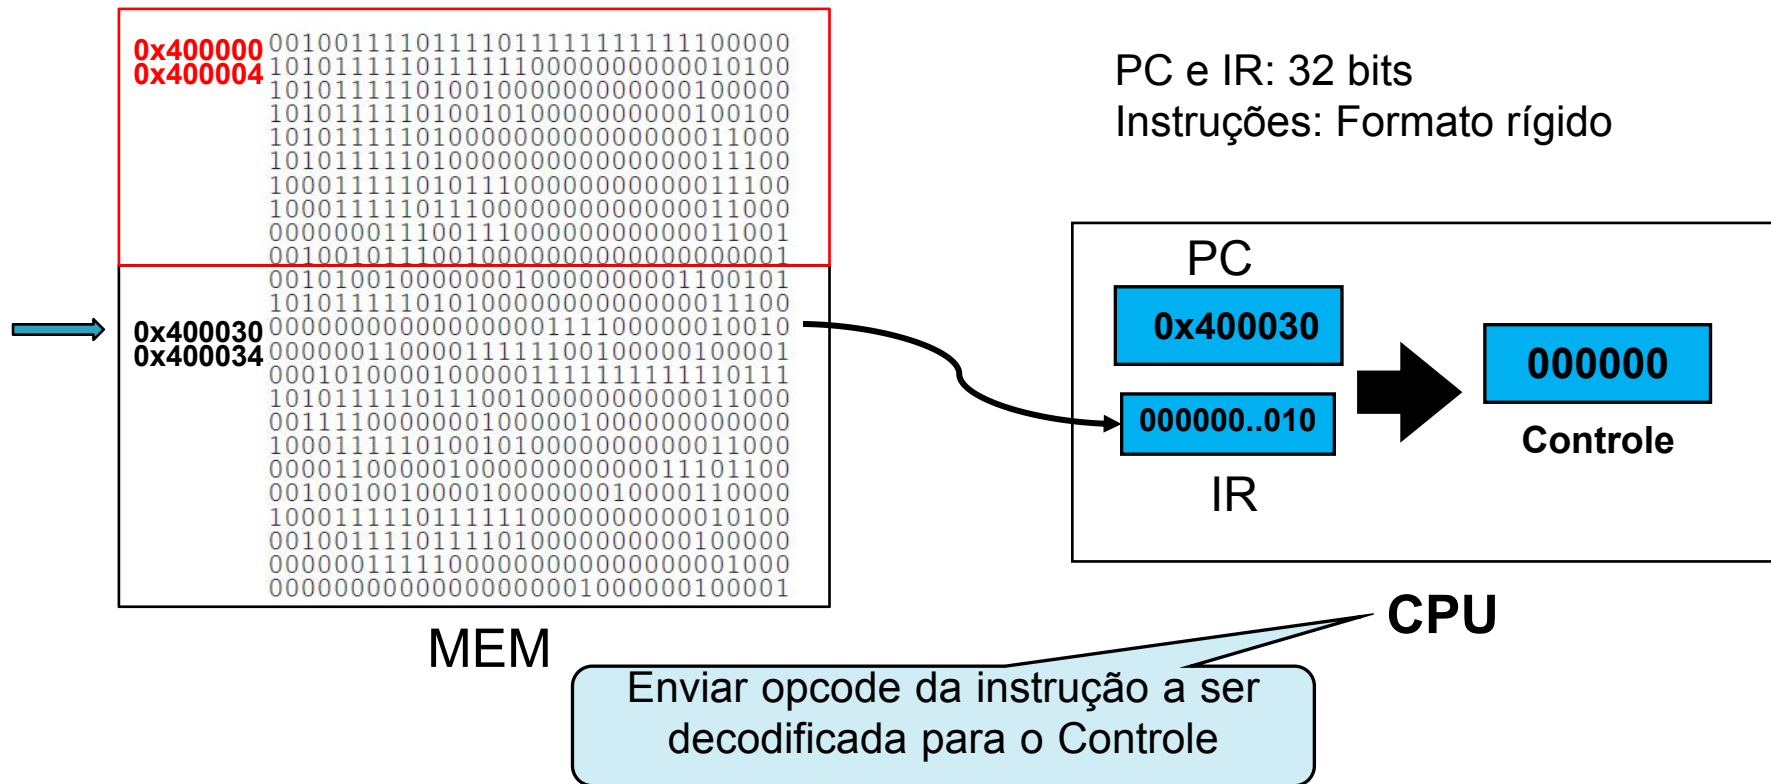 0x400000 00100111101111011111111111100000
0x400004 10101111101111110000000000010100
10101111101001000000000000100000
10101111101001010000000000100100
10101111101000000000000000011000
10101111101000000000000000011100
10001111101011100000000000011100
10001111101110000000000000011000
00000001110011100000000000011001
00100101110010000000000000000001
00101001000000010000000001100101
10101111101010000000000000011100
0x400030 00000000000000000111100000010010
0x400034 00000011000011111100100000100001
00010100001000001111111111110111
10101111101110010000000000011000
00111100000001000001000000000000
10001111101001010000000000011000
00001100000100000000000011101100
00100100100001000000010000110000
10001111101111110000000000010100
00100111101111010000000000100000
00000011111000000000000000001000
00000000000000000001000000100001
MEM
PC e IR: 32 bits
Instruções: Formato rígido
PC
0x400030
000000..010
IR
000000
Controle
CPU
Enviar opcode da instrução a ser
decodificada para o Controle